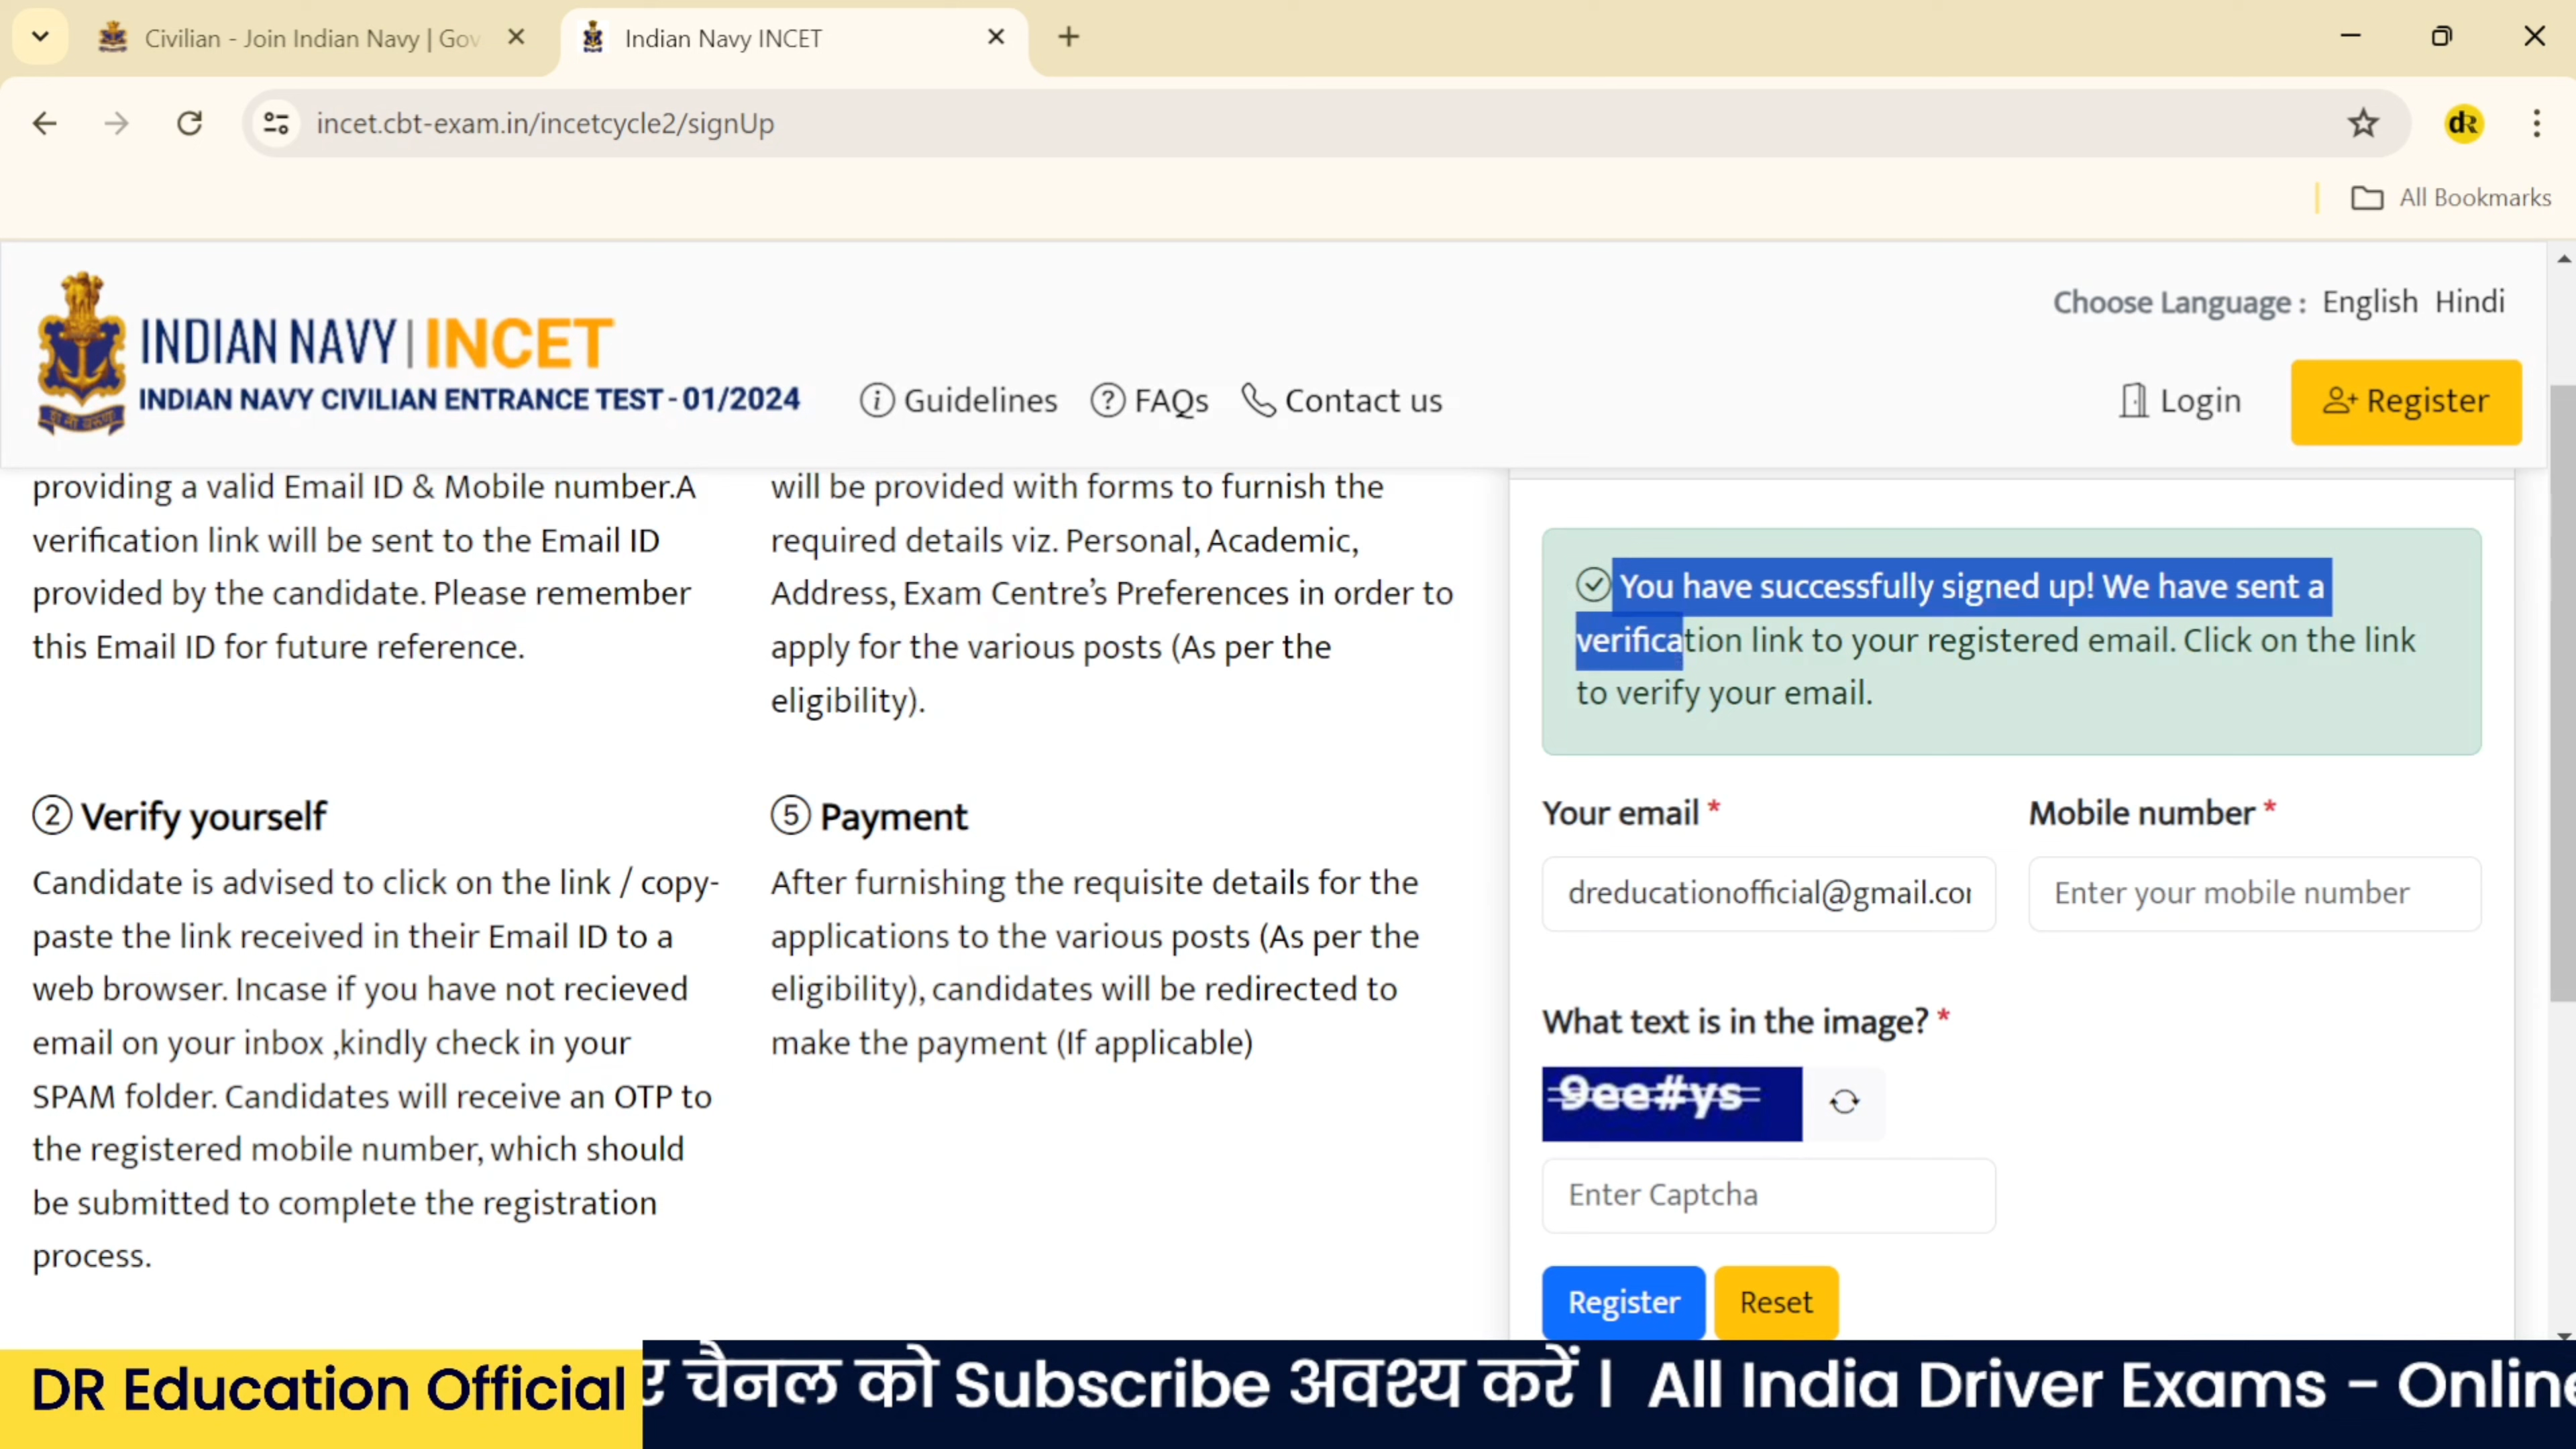 Civilian - Join Indian Navy | Gov
Indian Navy INCET
incet.cbt-exam.in/incetcycle2/signUp
dR
All Bookmarks
INDIAN NAVY | INCET
INDIAN NAVY CIVILIAN ENTRANCE TEST - 01/2024
Guidelines
FAQs
Contact us
Choose Language : English Hindi
Login
Register
providing a valid Email ID & Mobile number.A
verification link will be sent to the Email ID
provided by the candidate. Please remember
this Email ID for future reference.
② Verify yourself
Candidate is advised to click on the link / copy-
paste the link received in their Email ID to a
web browser. Incase if you have not recieved
email on your inbox ,kindly check in your
SPAM folder. Candidates will receive an OTP to
the registered mobile number, which should
be submitted to complete the registration
process.
will be provided with forms to furnish the
required details viz. Personal, Academic,
Address, Exam Centre’s Preferences in order to
apply for the various posts (As per the
eligibility).
⑤ Payment
After furnishing the requisite details for the
applications to the various posts (As per the
eligibility), candidates will be redirected to
make the payment (If applicable)
You have successfully signed up! We have sent a
verification link to your registered email. Click on the link
to verify your email.
Your email *
Mobile number *
dreducationofficial@gmail.co
Enter your mobile number
What text is in the image? *
9ee#ys
Enter Captcha
Register
Reset
DR Education Official
चैनल को Subscribe अवश्य करें । All India Driver Exams - Online